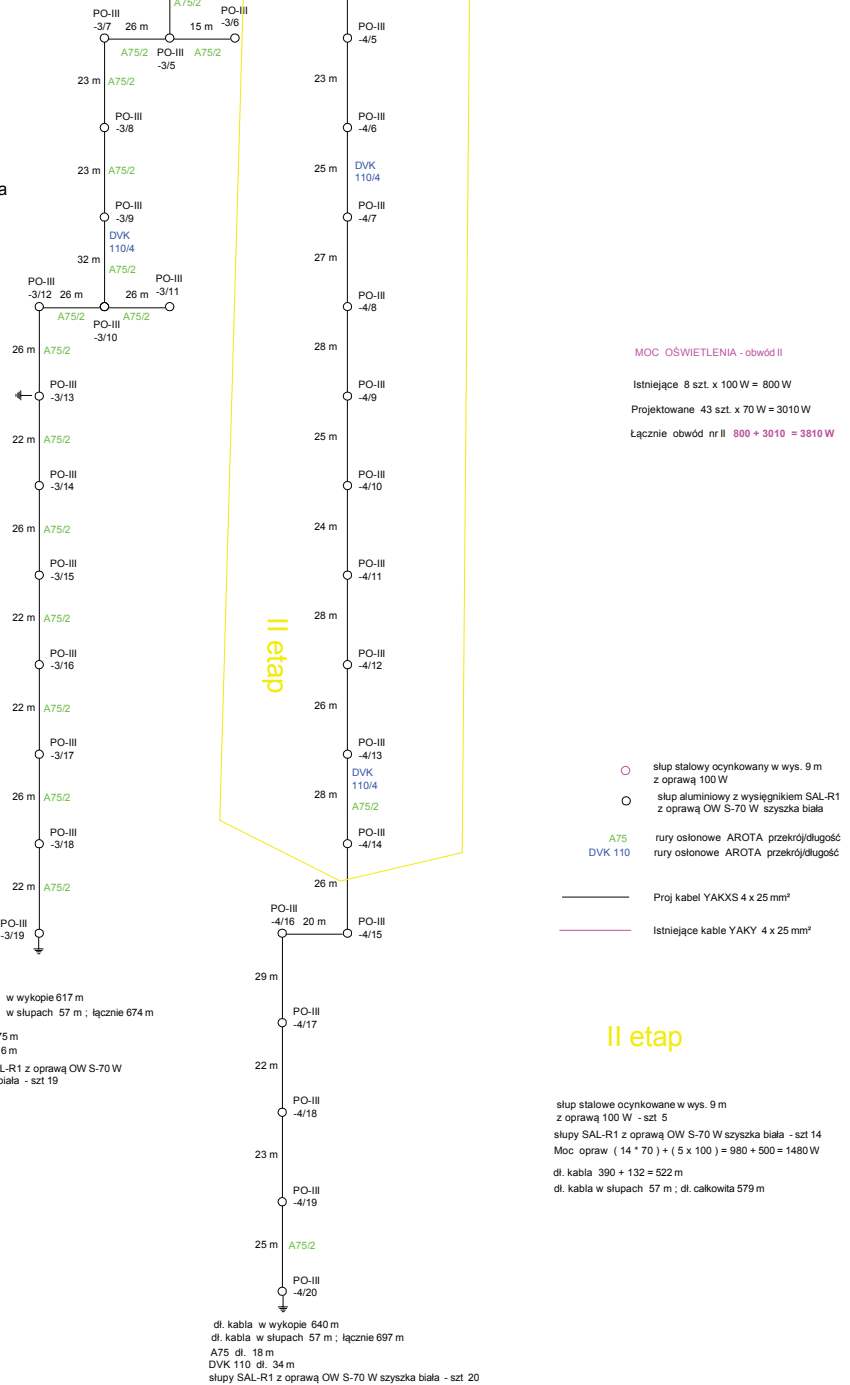 A75/2
PO-III
-3/7
26 m
15 m
PO-III
-3/6
A75/2
PO-III
-3/5
A75/2
23 m
A75/2
PO-III
-3/8
23 m
A75/2
PO-III
-3/9
DVK
110/4
32 m
A75/2
PO-III
-3/12
26 m
26 m
PO-III
-3/11
A75/2
PO-III
-3/10
A75/2
26 m
A75/2
PO-III
-3/13
22 m
A75/2
PO-III
-3/14
26 m
A75/2
PO-III
-3/15
22 m
A75/2
PO-III
-3/16
22 m
A75/2
PO-III
-3/17
26 m
A75/2
PO-III
-3/18
22 m
A75/2
PO-III
-3/19
w wykopie 617 m
w słupach 57 m ; łącznie 674 m
75 m
6 m
L-R1 z oprawą OW S-70 W
biała - szt 19
a
II etap
PO-III
-4/5
23 m
PO-III
-4/6
25 m
DVK
110/4
PO-III
-4/7
27 m
PO-III
-4/8
28 m
PO-III
-4/9
25 m
PO-III
-4/10
24 m
PO-III
-4/11
28 m
PO-III
-4/12
26 m
PO-III
-4/13
DVK
110/4
28 m
A75/2
PO-III
-4/14
26 m
PO-III
-4/16
20 m
PO-III
-4/15
29 m
PO-III
-4/17
22 m
PO-III
-4/18
23 m
PO-III
-4/19
25 m
A75/2
PO-III
-4/20
dł. kabla w wykopie 640 m
dł. kabla w słupach 57 m ; łącznie 697 m
A75 dł. 18 m
DVK 110 dł. 34 m
słupy SAL-R1 z oprawą OW S-70 W szyszka biała - szt 20
MOC OŚWIETLENIA - obwód II
Istniejące 8 szt. x 100 W = 800 W
Projektowane 43 szt. x 70 W = 3010 W
Łącznie obwód nr II 800 + 3010 = 3810 W
słup stalowy ocynkowany w wys. 9 m
z oprawą 100 W
słup aluminiowy z wysięgnikiem SAL-R1
z oprawą OW S-70 W szyszka biała
A75 rury osłonowe AROTA przekrój/długość
DVK 110 rury osłonowe AROTA przekrój/długość
Proj kabel YAKXS 4 x 25 mm²
Istniejące kable YAKY 4 x 25 mm²
II etap
słup stalowe ocynkowane w wys. 9 m
z oprawą 100 W - szt 5
słupy SAL-R1 z oprawą OW S-70 W szyszka biała - szt 14
Moc opraw ( 14 * 70 ) + ( 5 x 100 ) = 980 + 500 = 1480 W
dł. kabla 390 + 132 = 522 m
dł. kabla w słupach 57 m ; dł. całkowita 579 m